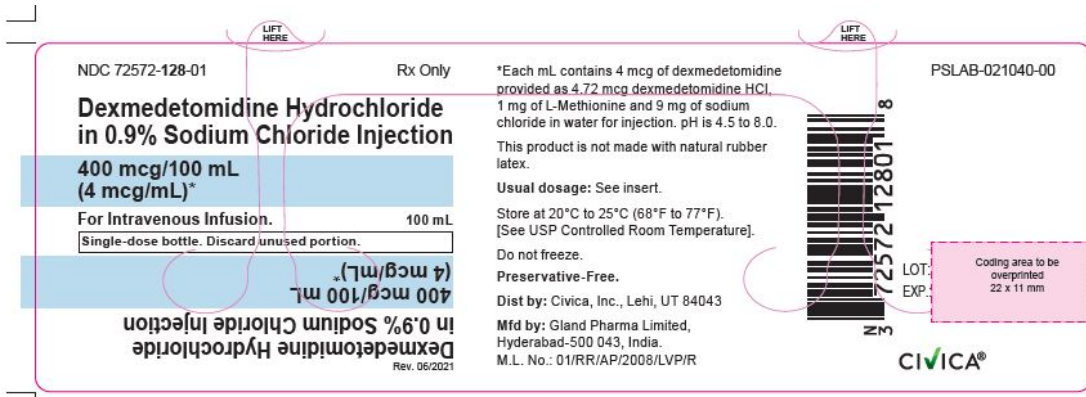 LIFT
HERE
LIFT
HERE
NDC 72572-128-01 Rx Only
Dexmedetomidine Hydrochloride
in 0.9% Sodium Chloride Injection
400 mcg/100 mL
(4 mcg/mL)*
For Intravenous Infusion. 100 mL
Single-dose bottle. Discard unused portion.
Dexmedetomidine Hydrochloride
in 0.9% Sodium Chloride Injection
400 mcg/100 mL
(4 mcg/mL)*
Rev. 06/2021
*Each mL contains 4 mcg of dexmedetomidine
provided as 4.72 mcg dexmedetomidine HCl,
1 mg of L-Methionine and 9 mg of sodium
chloride in water for injection. pH is 4.5 to 8.0.
This product is not made with natural rubber
latex.
Usual dosage: See insert.
Store at 20°C to 25°C (68°F to 77°F).
[See USP Controlled Room Temperature].
Do not freeze.
Preservative-Free.
Dist by: Civica, Inc., Lehi, UT 84043
Mfd by: Gland Pharma Limited,
Hyderabad-500 043, India.
M.L. No.: 01/RR/AP/2008/LVP/R
N
3 72572 12801 8
PSLAB-021040-00
LOT:
EXP.:
Coding area to be
overprinted
22 x 11 mm
CIVICA®